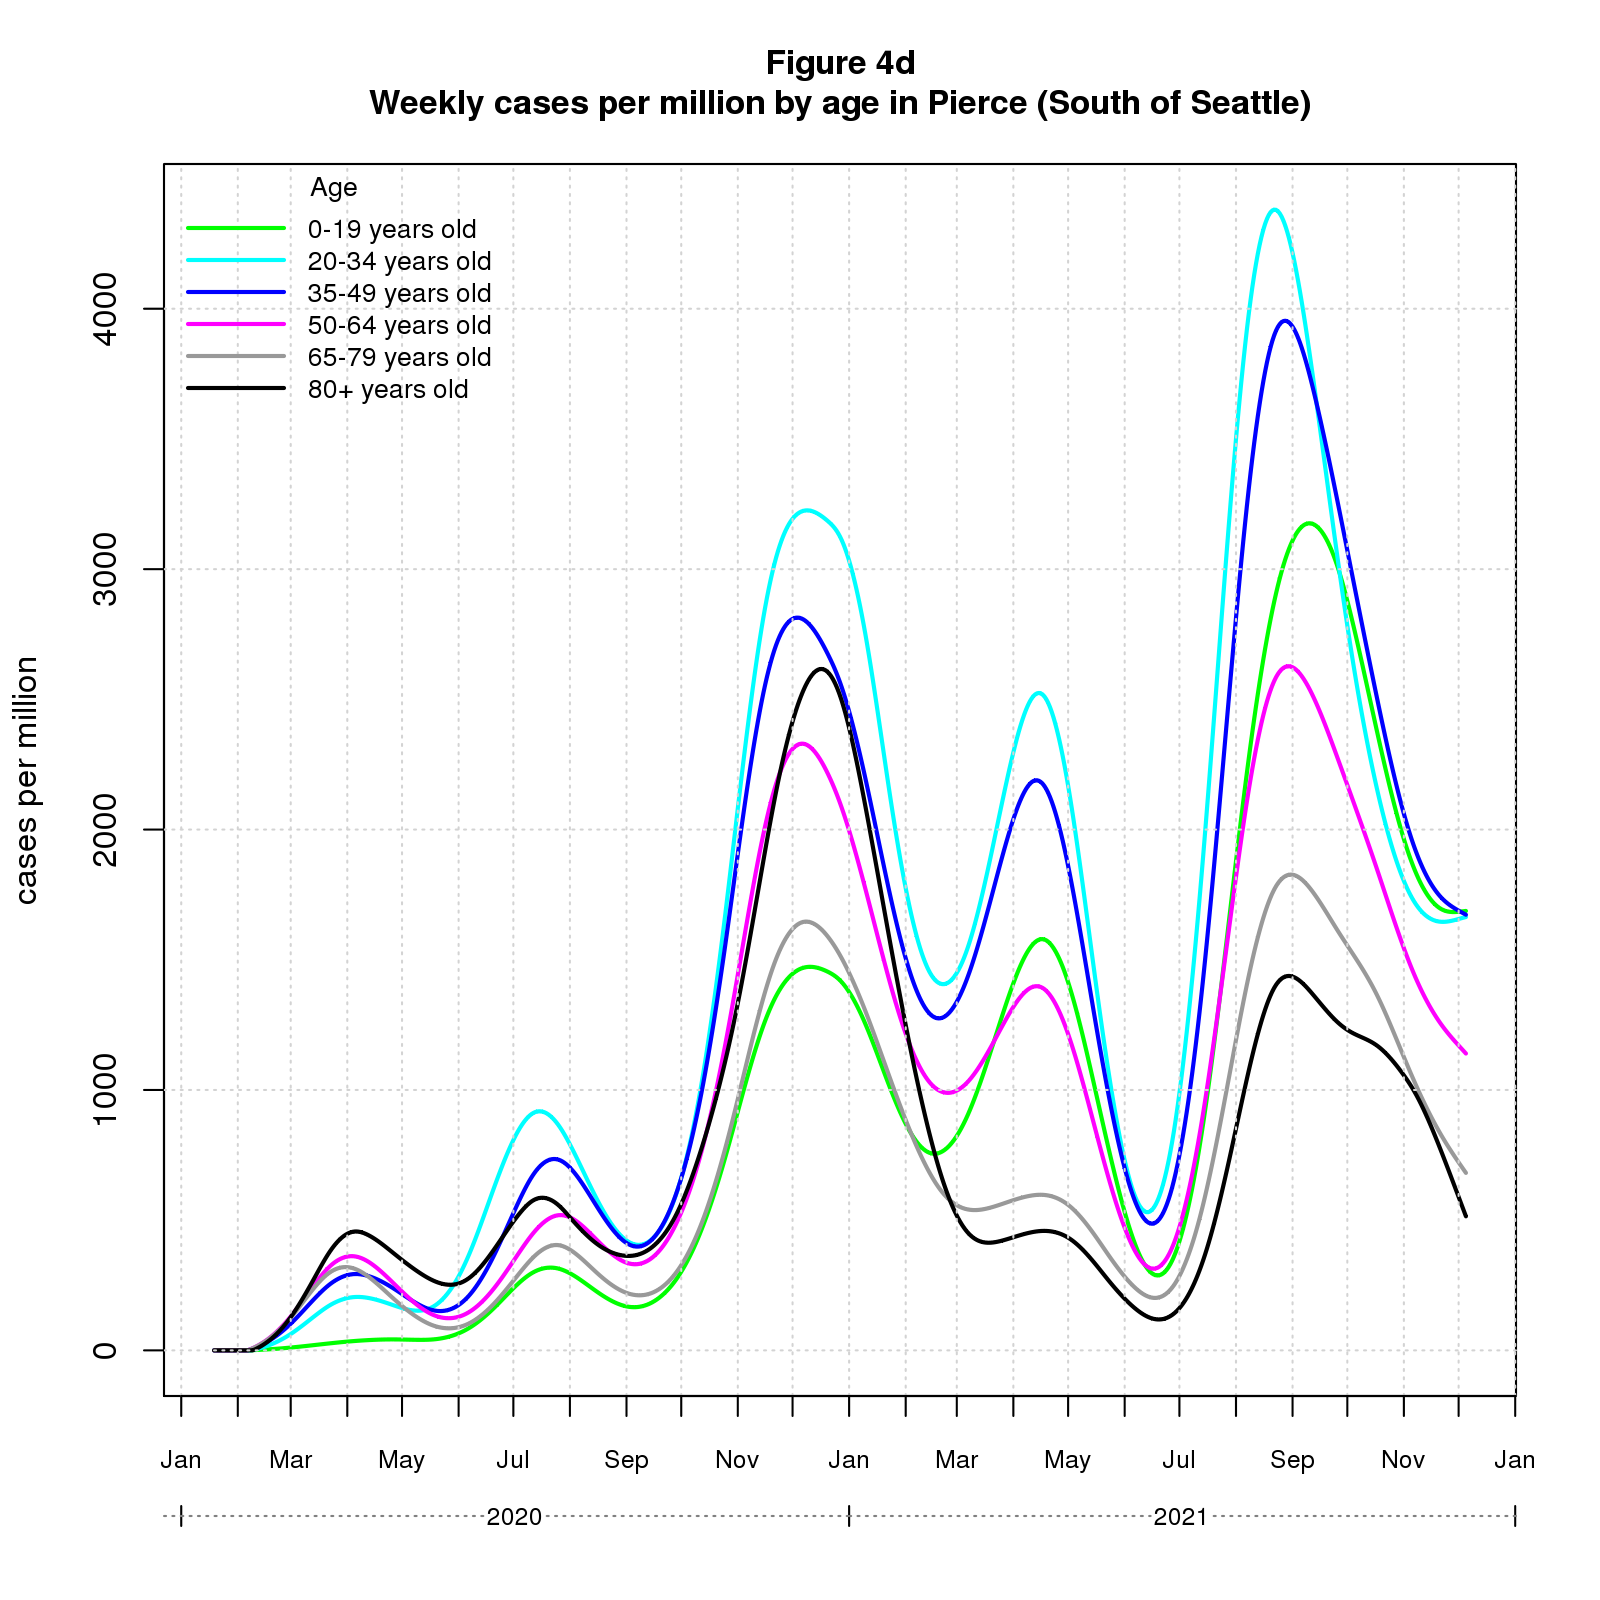 Figure 4d
Weekly cases per million by age in Pierce (South of Seattle)
Age
0-19 years old
20-34 years old
35-49 years old
50-64 years old
65-79 years old
80+ years old
cases per million
4000
3000
2000
1000
0
Jan Mar May Jul Sep Nov Jan Mar May Jul Sep Nov Jan
2020 2021